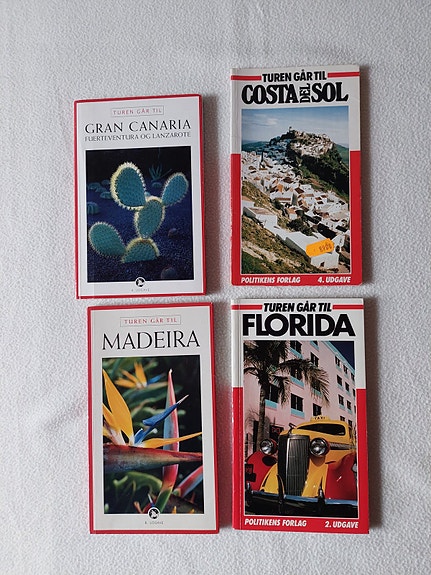 TUREN GÅR TIL
GRAN CANARIA
FUERTEVENTURA OG LANZAROTE
TUREN GÅR TIL
COSTA DEL SOL
POLITIKENS FORLAG 4. UDGAVE
TUREN GÅR TIL
MADEIRA
TUREN GÅR TIL
FLORIDA
TAXI
POLITIKENS FORLAG 2. UDGAVE